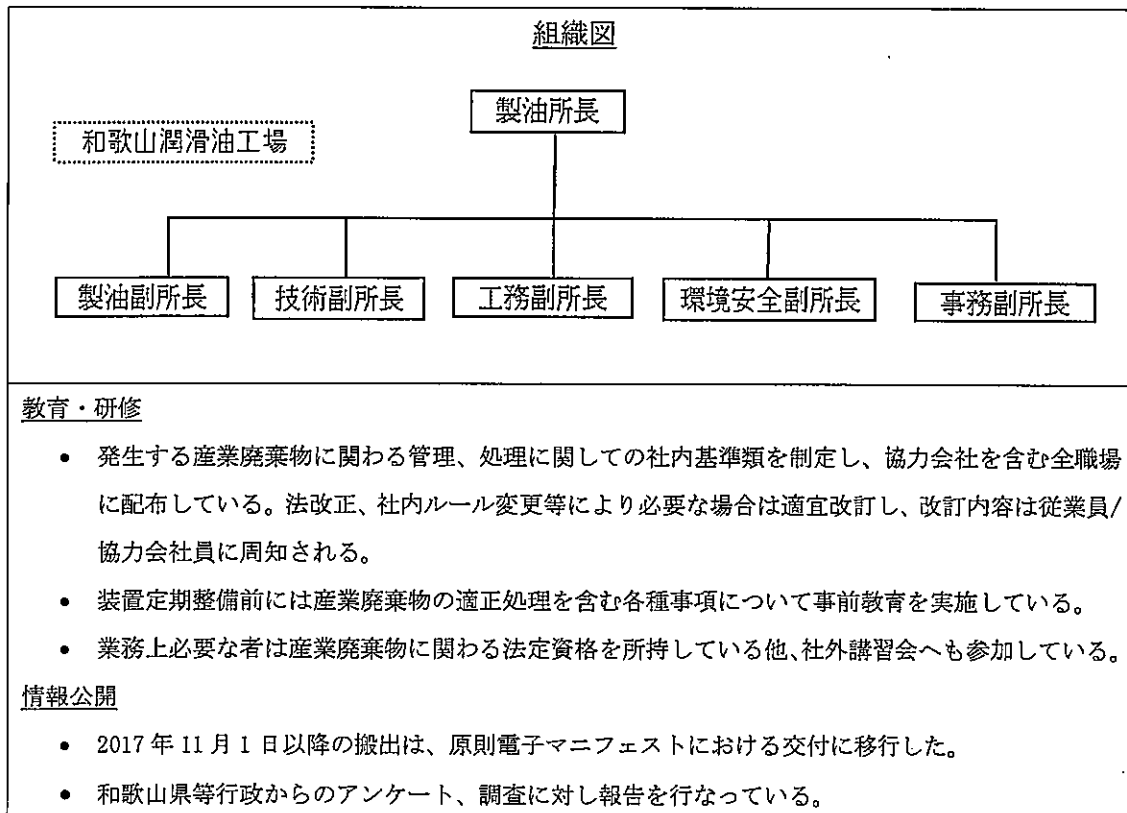 組織図
製油所長
和歌山潤滑油工場
製油副所長 技術副所長 工務副所長 環境安全副所長 事務副所長
教育・研修
• 発生する産業廃棄物に関わる管理、処理に関しての社内基準類を制定し、協力会社を含む全職場
に配布している。法改正、社内ルール変更等により必要な場合は適宜改訂し、改訂内容は従業員/
協力会社員に周知される。
• 装置定期整備前には産業廃棄物の適正処理を含む各種事項について事前教育を実施している。
• 業務上必要な者は産業廃棄物に関わる法定資格を所持している他、社外講習会へも参加している。
情報公開
• 2017年11月1日以降の搬出は、原則電子マニフェストにおける交付に移行した。
• 和歌山県等行政からのアンケート、調査に対し報告を行なっている。